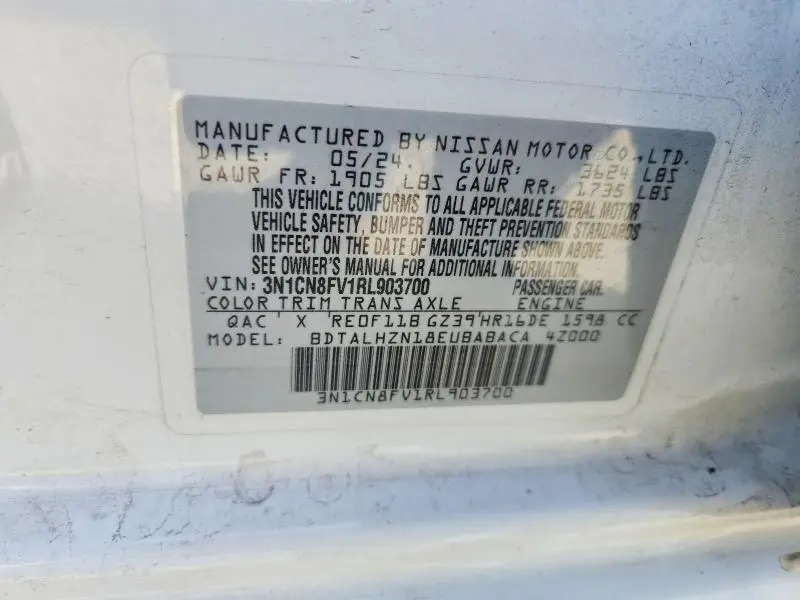 MANUFACTURED BY NISSAN MOTOR CO.,LTD.
DATE: 05/24. GVWR: 3624 LBS
GAWR FR: 1905 LBS GAWR RR: 1735 LBS
THIS VEHICLE CONFORMS TO ALL APPLICABLE FEDERAL MOTOR
VEHICLE SAFETY, BUMPER AND THEFT PREVENTION STANDARDS
IN EFFECT ON THE DATE OF MANUFACTURE SHOWN ABOVE.
SEE OWNER'S MANUAL FOR ADDITIONAL INFORMATION.
VIN: 3N1CN8FV1RL903700 PASSENGER CAR.
COLOR TRIM TRANS AXLE ENGINE
QAC X RE0F11B GZ39 HR16DE 1598 CC
MODEL: BDTALHZN18EUBABACA 4Z000
3N1CN8FV1RL903700